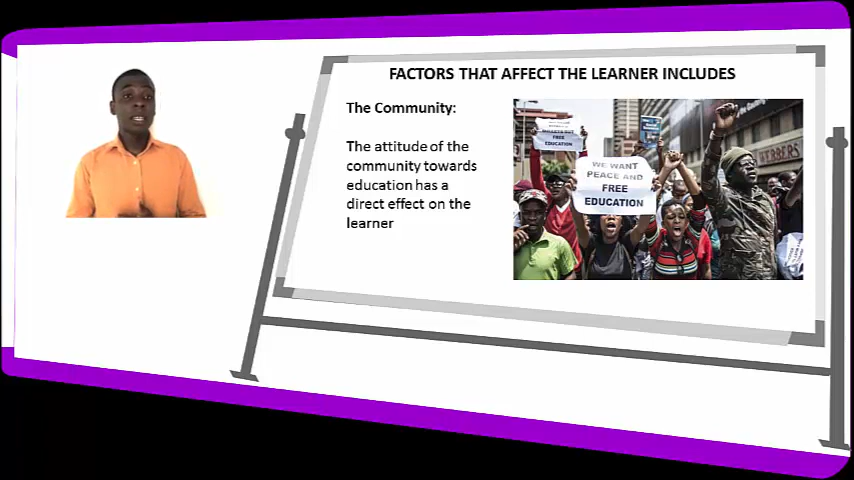 FACTORS THAT AFFECT THE LEARNER INCLUDES
The Community:
The attitude of the
community towards
education has a
direct effect on the
learner
FREE
EDUCATION
WE WANT
PEACE AND
FREE
EDUCATION
WEBBERS